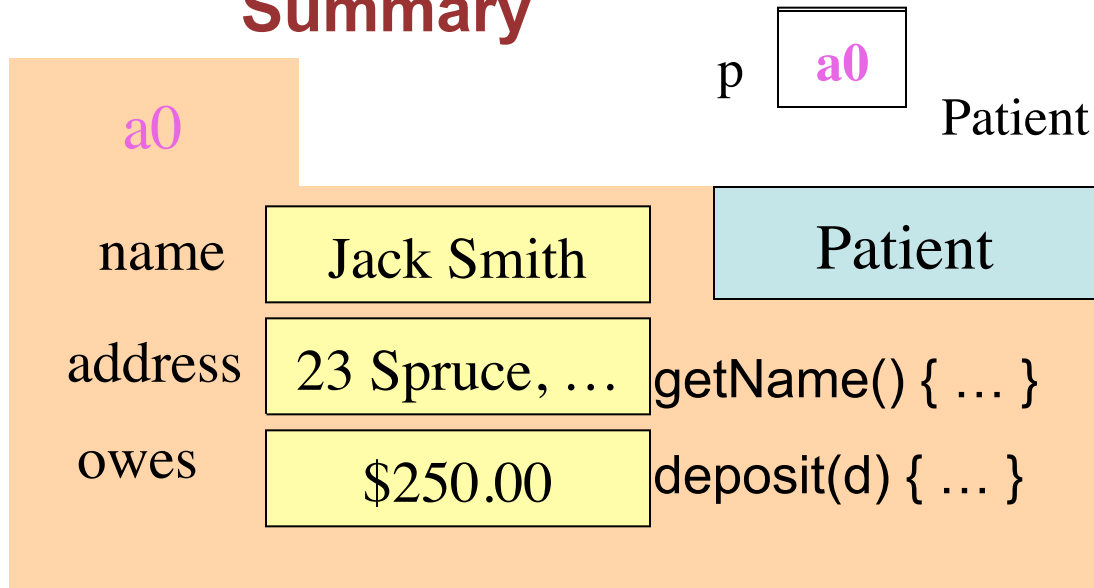 Summary
p a0
Patient
a0
Patient
name Jack Smith
address 23 Spruce, …
getName() { … }
owes $250.00
deposit(d) { … }